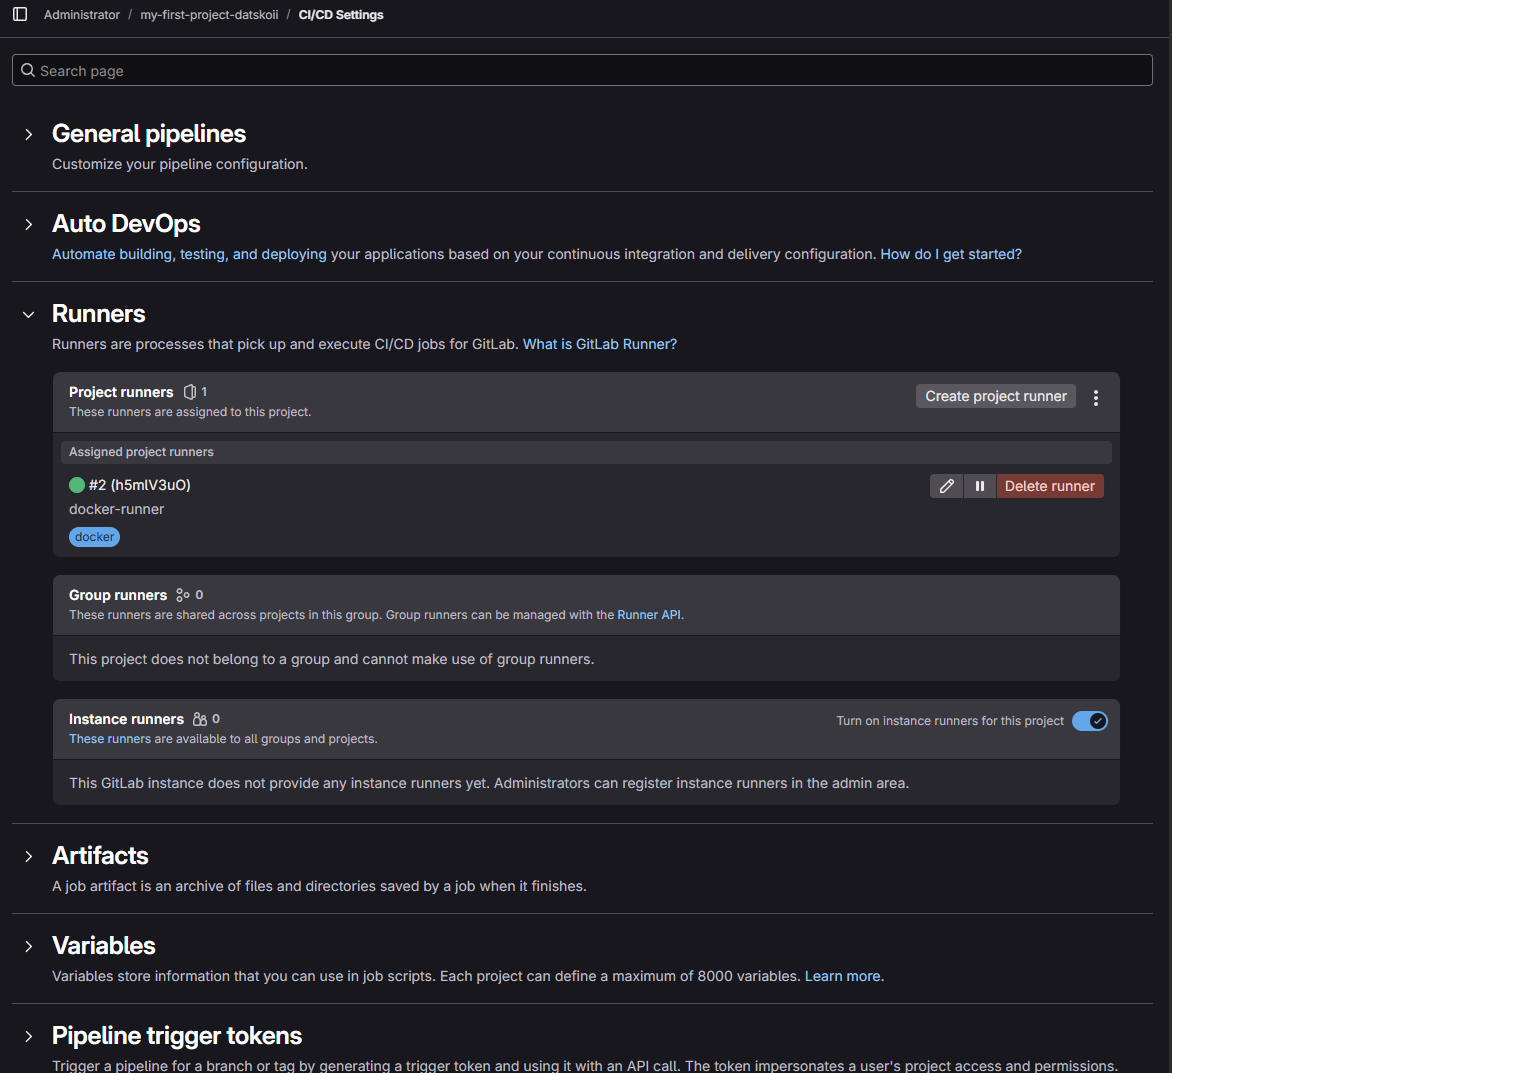 Administrator / my-first-project-datskoii / CI/CD Settings
Search page
General pipelines
Customize your pipeline configuration.
Auto DevOps
Automate building, testing, and deploying your applications based on your continuous integration and delivery configuration. How do I get started?
Runners
Runners are processes that pick up and execute CI/CD jobs for GitLab. What is GitLab Runner?
Project runners 1
These runners are assigned to this project.
Create project runner
Assigned project runners
#2 (h5mlV3uO)
Delete runner
docker-runner
docker
Group runners 0
These runners are shared across projects in this group. Group runners can be managed with the Runner API.
This project does not belong to a group and cannot make use of group runners.
Instance runners 0
These runners are available to all groups and projects.
Turn on instance runners for this project
This GitLab instance does not provide any instance runners yet. Administrators can register instance runners in the admin area.
Artifacts
A job artifact is an archive of files and directories saved by a job when it finishes.
Variables
Variables store information that you can use in job scripts. Each project can define a maximum of 8000 variables. Learn more.
Pipeline trigger tokens
Trigger a pipeline for a branch or tag by generating a trigger token and using it with an API call. The token impersonates a user's project access and permissions.